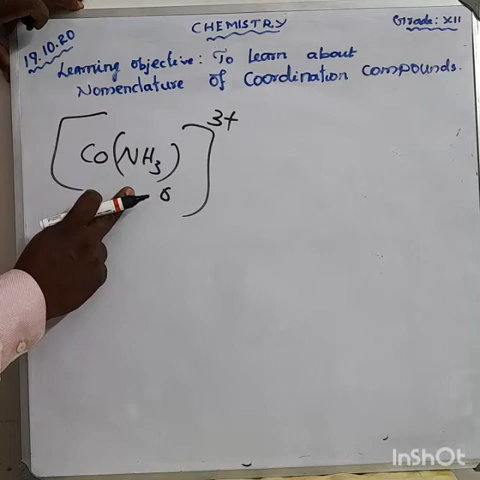 CHEMISTRY
Grade: XII
19.10.20
Learning objective: To learn about
Nomenclature of Coordination Compounds.
[Co(NH₃)₆]³⁺
InShOt